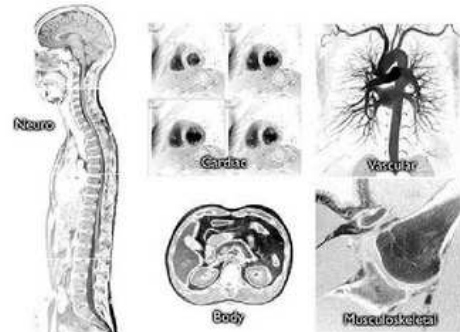 Neuro
Cardiac
Vascular
Body
Musculoskeletal